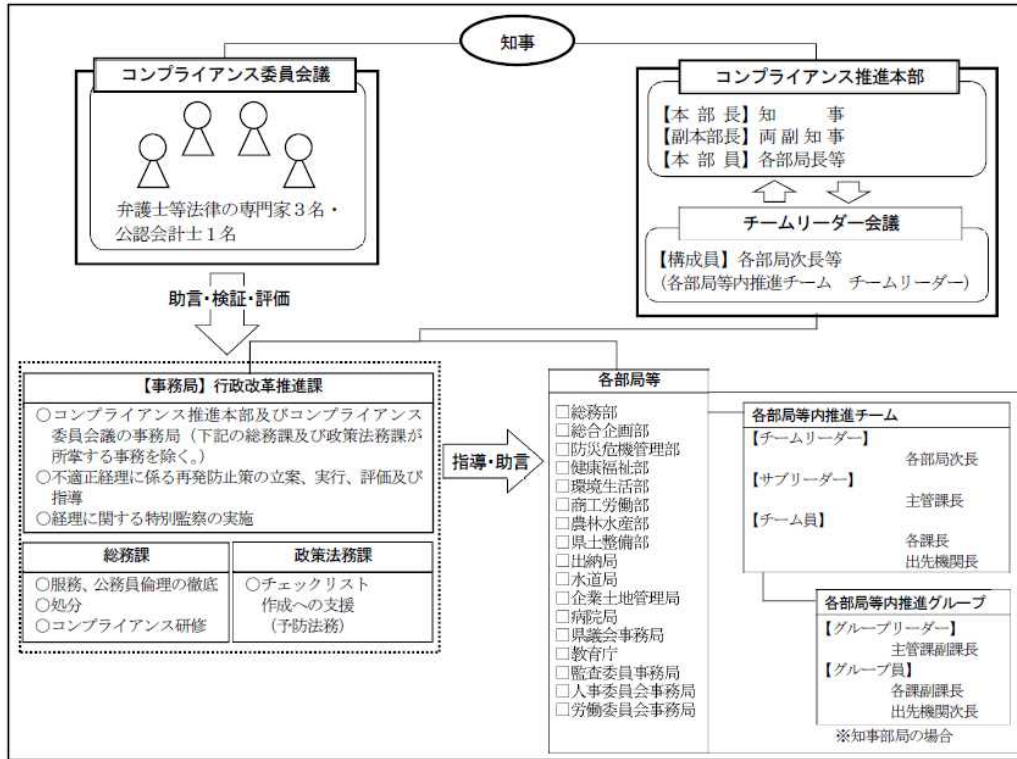 知事
コンプライアンス委員会議
弁護士等法律の専門家3名・
公認会計士1名
コンプライアンス推進本部
【本部長】知　　事
【副本部長】両副知事
【本部員】各部局長等
チームリーダー会議
【構成員】各部局次長等
(各部局等内推進チーム　チームリーダー)
助言・検証・評価
【事務局】行政改革推進課
○コンプライアンス推進本部及びコンプライアンス
委員会議の事務局(下記の総務課及び政策法務課が
所掌する事務を除く。)
○不適正経理に係る再発防止策の立案、実行、評価及び
指導
○経理に関する特別監察の実施
総務課
○服務、公務員倫理の徹底
○処分
○コンプライアンス研修
政策法務課
○チェックリスト
作成への支援
(予防法務)
指導・助言
各部局等
□総務部
□総合企画部
□防災危機管理部
□健康福祉部
□環境生活部
□商工労働部
□農林水産部
□県土整備部
□出納局
□水道局
□企業土地管理局
□病院局
□県議会事務局
□教育庁
□監査委員事務局
□人事委員会事務局
□労働委員会事務局
各部局等内推進チーム
【チームリーダー】
各部局次長
【サブリーダー】
主管課長
【チーム員】
各課長
出先機関長
各部局等内推進グループ
【グループリーダー】
主管課副課長
【グループ員】
各課副課長
出先機関次長
※知事部局の場合